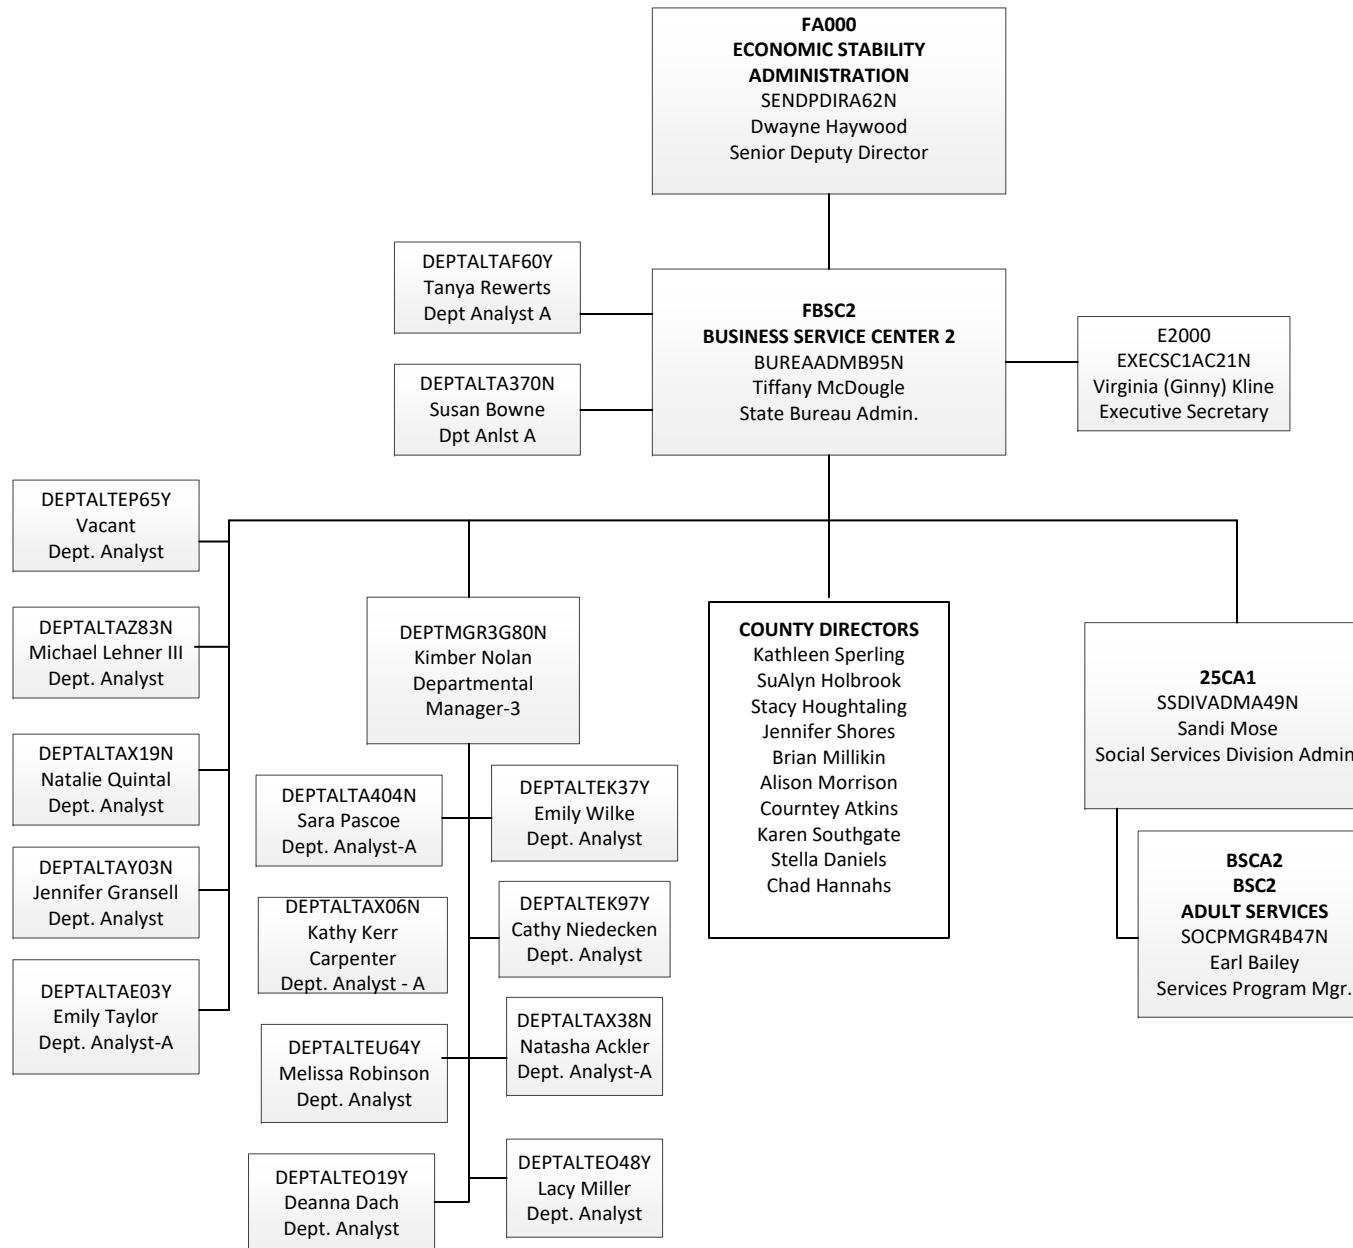 FA000
ECONOMIC STABILITY
ADMINISTRATION
SENDPDIRA62N
Dwayne Haywood
Senior Deputy Director
DEPTALTAF60Y
Tanya Rewerts
Dept Analyst A
DEPTALTA370N
Susan Bowne
Dpt Anlst A
FBSC2
BUSINESS SERVICE CENTER 2
BUREAADMB95N
Tiffany McDougle
State Bureau Admin.
E2000
EXECSC1AC21N
Virginia (Ginny) Kline
Executive Secretary
DEPTALTEP65Y
Vacant
Dept. Analyst
DEPTALTAZ83N
Michael Lehner III
Dept. Analyst
DEPTALTAX19N
Natalie Quintal
Dept. Analyst
DEPTALTAY03N
Jennifer Gransell
Dept. Analyst
DEPTALTAE03Y
Emily Taylor
Dept. Analyst-A
DEPTMGR3G80N
Kimber Nolan
Departmental
Manager-3
DEPTALTA404N
Sara Pascoe
Dept. Analyst-A
DEPTALTEK37Y
Emily Wilke
Dept. Analyst
DEPTALTAX06N
Kathy Kerr
Carpenter
Dept. Analyst - A
DEPTALTEK97Y
Cathy Niedecken
Dept. Analyst
DEPTALTEU64Y
Melissa Robinson
Dept. Analyst
DEPTALTAX38N
Natasha Ackler
Dept. Analyst-A
DEPTALTEO19Y
Deanna Dach
Dept. Analyst
DEPTALTEO48Y
Lacy Miller
Dept. Analyst
COUNTY DIRECTORS
Kathleen Sperling
SuAlyn Holbrook
Stacy Houghtaling
Jennifer Shores
Brian Millikin
Alison Morrison
Courntey Atkins
Karen Southgate
Stella Daniels
Chad Hannahs
25CA1
SSDIVADMA49N
Sandi Mose
Social Services Division Admin
BSCA2
BSC2
ADULT SERVICES
SOCPMGR4B47N
Earl Bailey
Services Program Mgr.